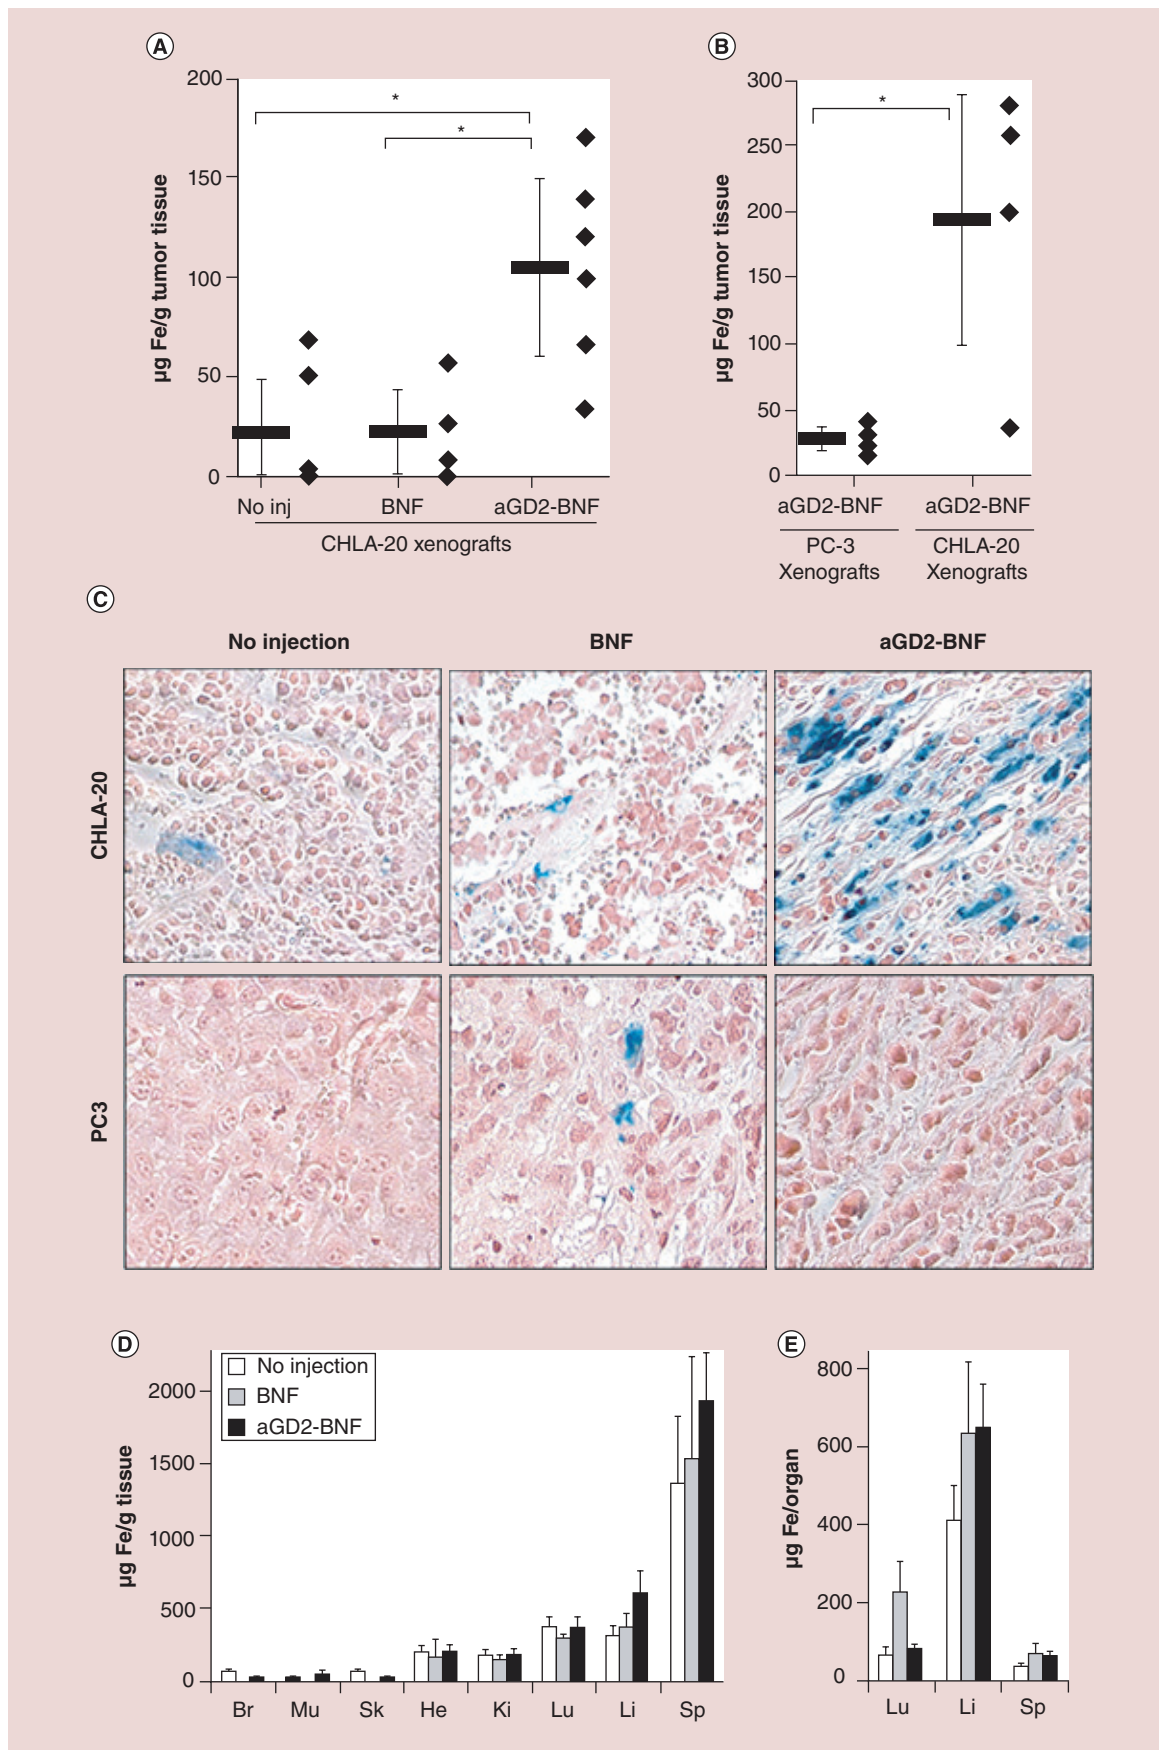 A
B
200
150
100
50
0
µg Fe/g tumor tissue
*
*
No inj
BNF
aGD2-BNF
CHLA-20 xenografts
300
250
200
150
100
50
0
µg Fe/g tumor tissue
*
aGD2-BNF
aGD2-BNF
PC-3
Xenografts
CHLA-20
Xenografts
C
No injection
BNF
aGD2-BNF
CHLA-20
PC3
D
No injection
BNF
aGD2-BNF
2000
1500
1000
500
0
µg Fe/g tissue
Br
Mu
Sk
He
Ki
Lu
Li
Sp
E
800
600
400
200
0
µg Fe/organ
Lu
Li
Sp